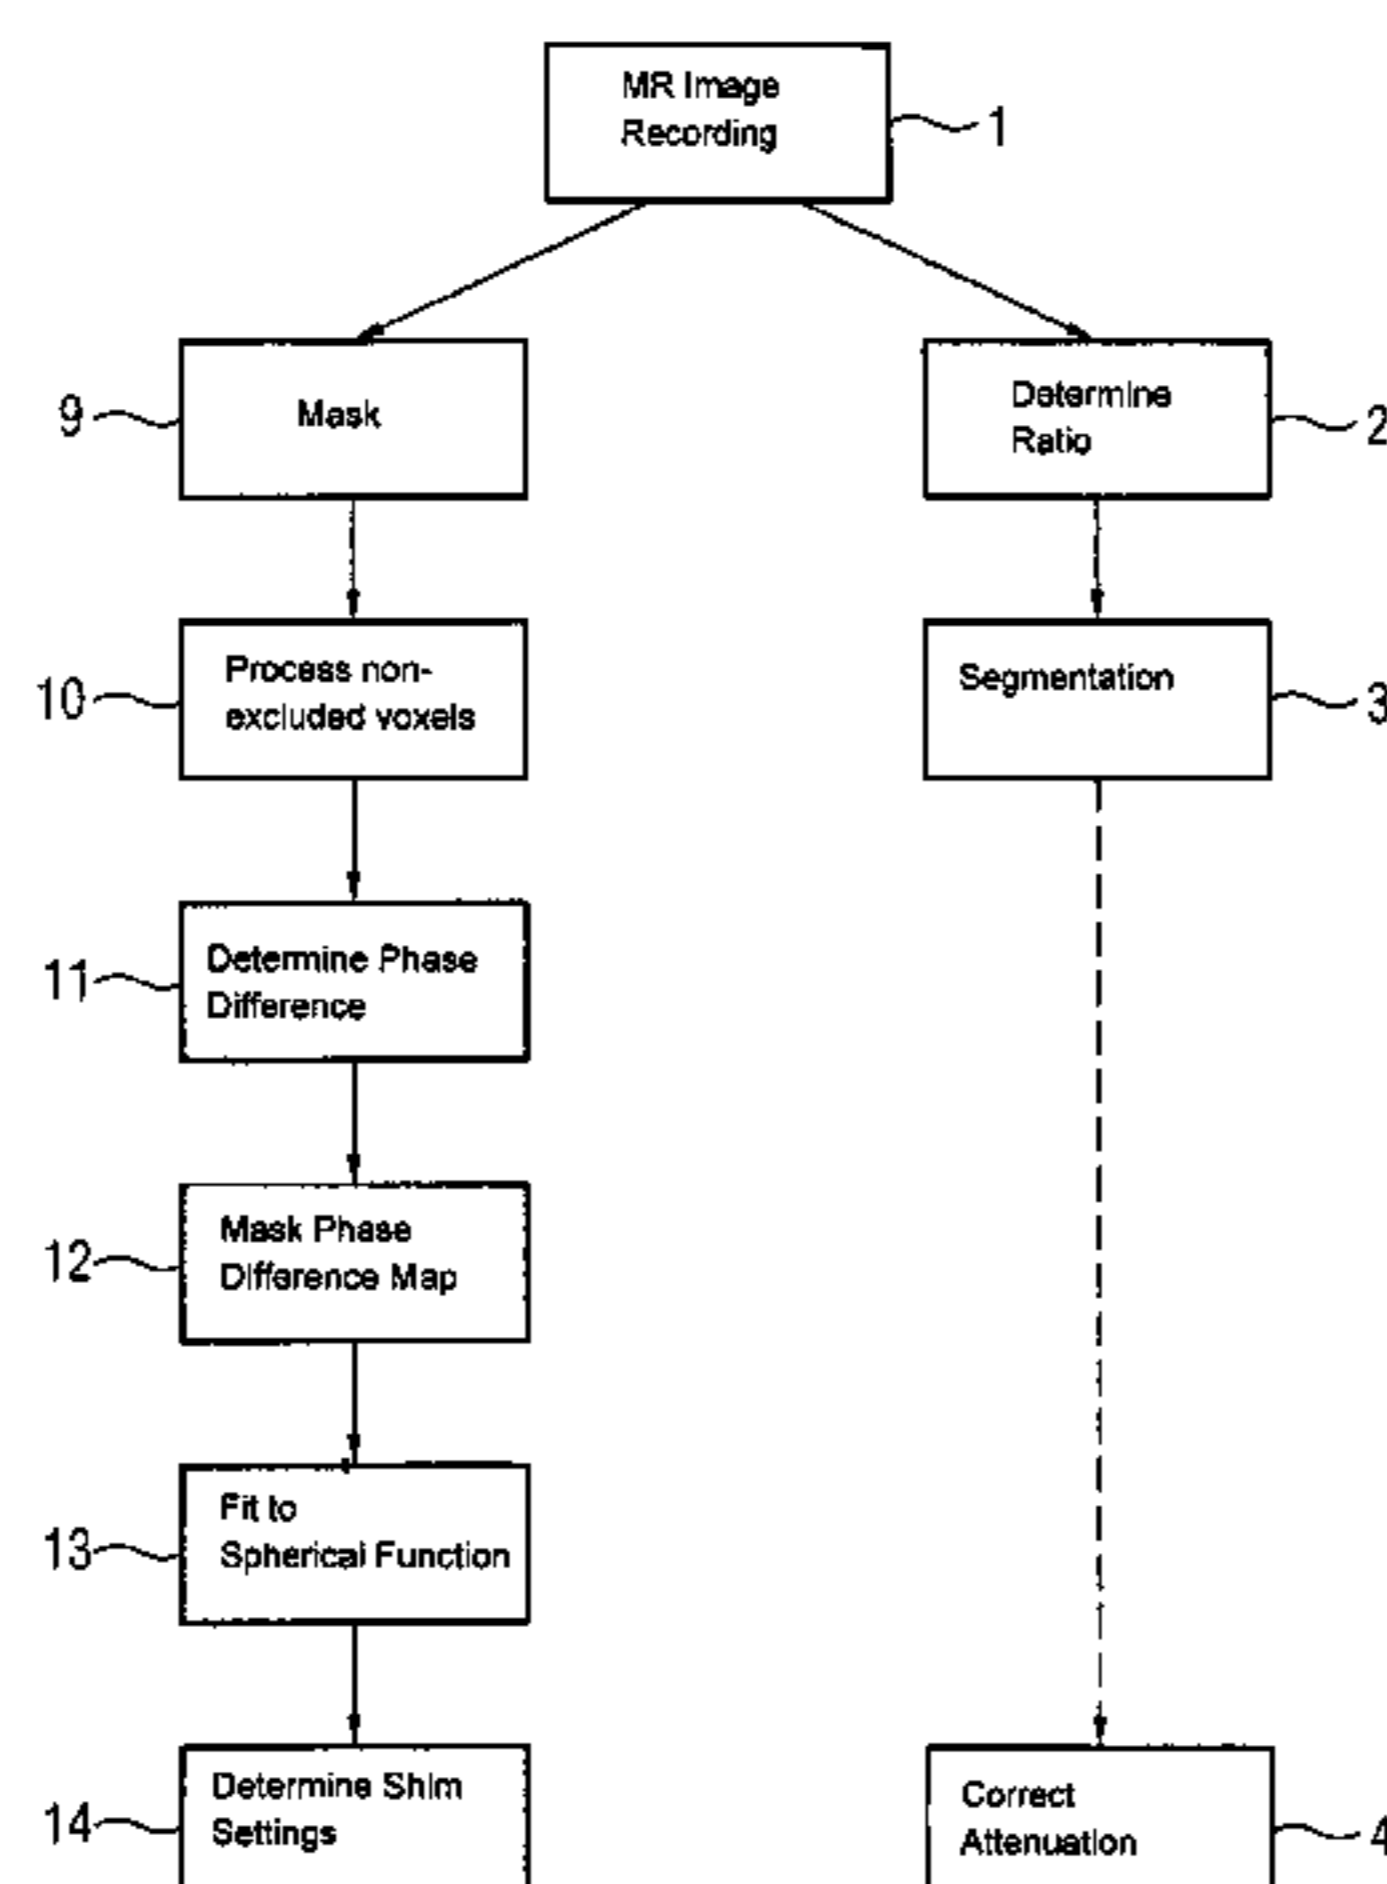 MR Image
Recording
1
Mask
9
Determine
Ratio
2
Process non-
excluded voxels
10
Segmentation
3
Determine Phase
Difference
11
Mask Phase
Difference Map
12
Fit to
Spherical Function
13
Determine Shim
Settings
14
Correct
Attenuation
4